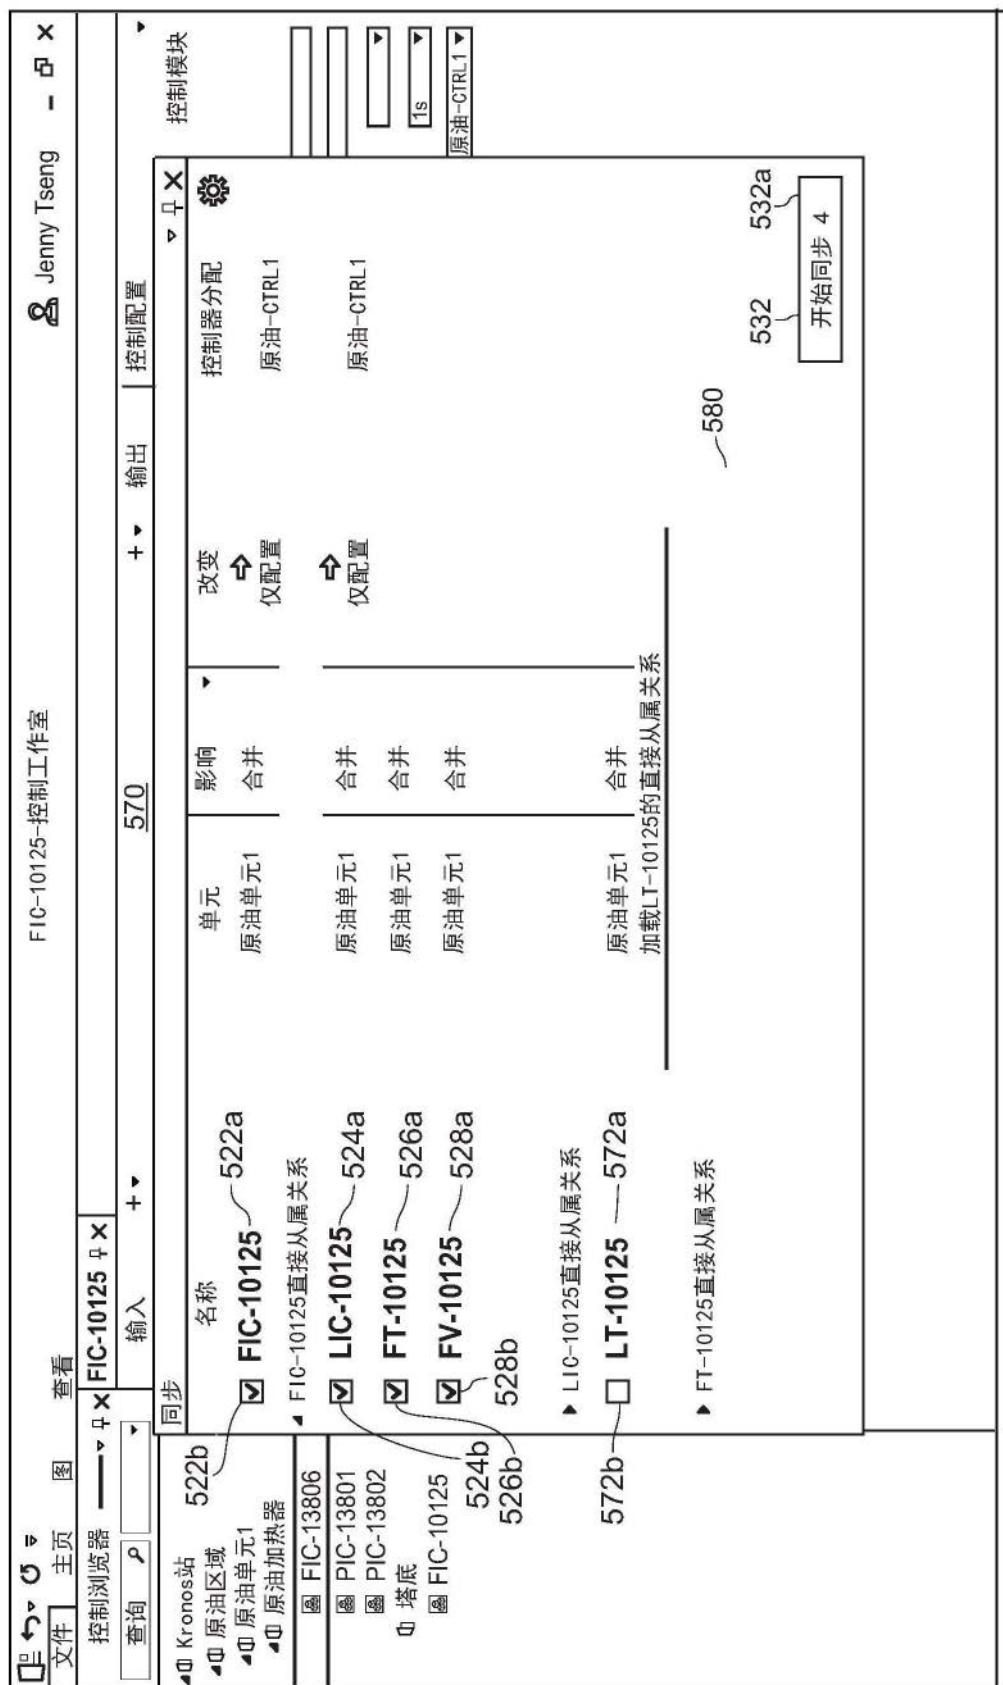 FIC-10125-控制工作室
Jenny Tseng
文件 主页 图 查看
控制浏览器
FIC-10125
控制模块
查询
输入
570
输出
控制配置
同步
名称 单元 影响 改变 控制器分配
522b FIC-10125 522a 原油单元1 合并 仅配置 原油-CTRL1
FIC-10125直接从属关系
524b LIC-10125 524a 原油单元1 合并 仅配置 原油-CTRL1
526b FT-10125 526a 原油单元1 合并
528b FV-10125 528a 原油单元1 合并
LIC-10125直接从属关系
572b LT-10125 572a 原油单元1 合并
加载LT-10125的直接从属关系
FT-10125直接从属关系
580
532 532a
开始同步 4
1s
原油-CTRL1
Kronos站
原油区域
原油单元1
原油加热器
FIC-13806
PIC-13801
PIC-13802
塔底
FIC-10125